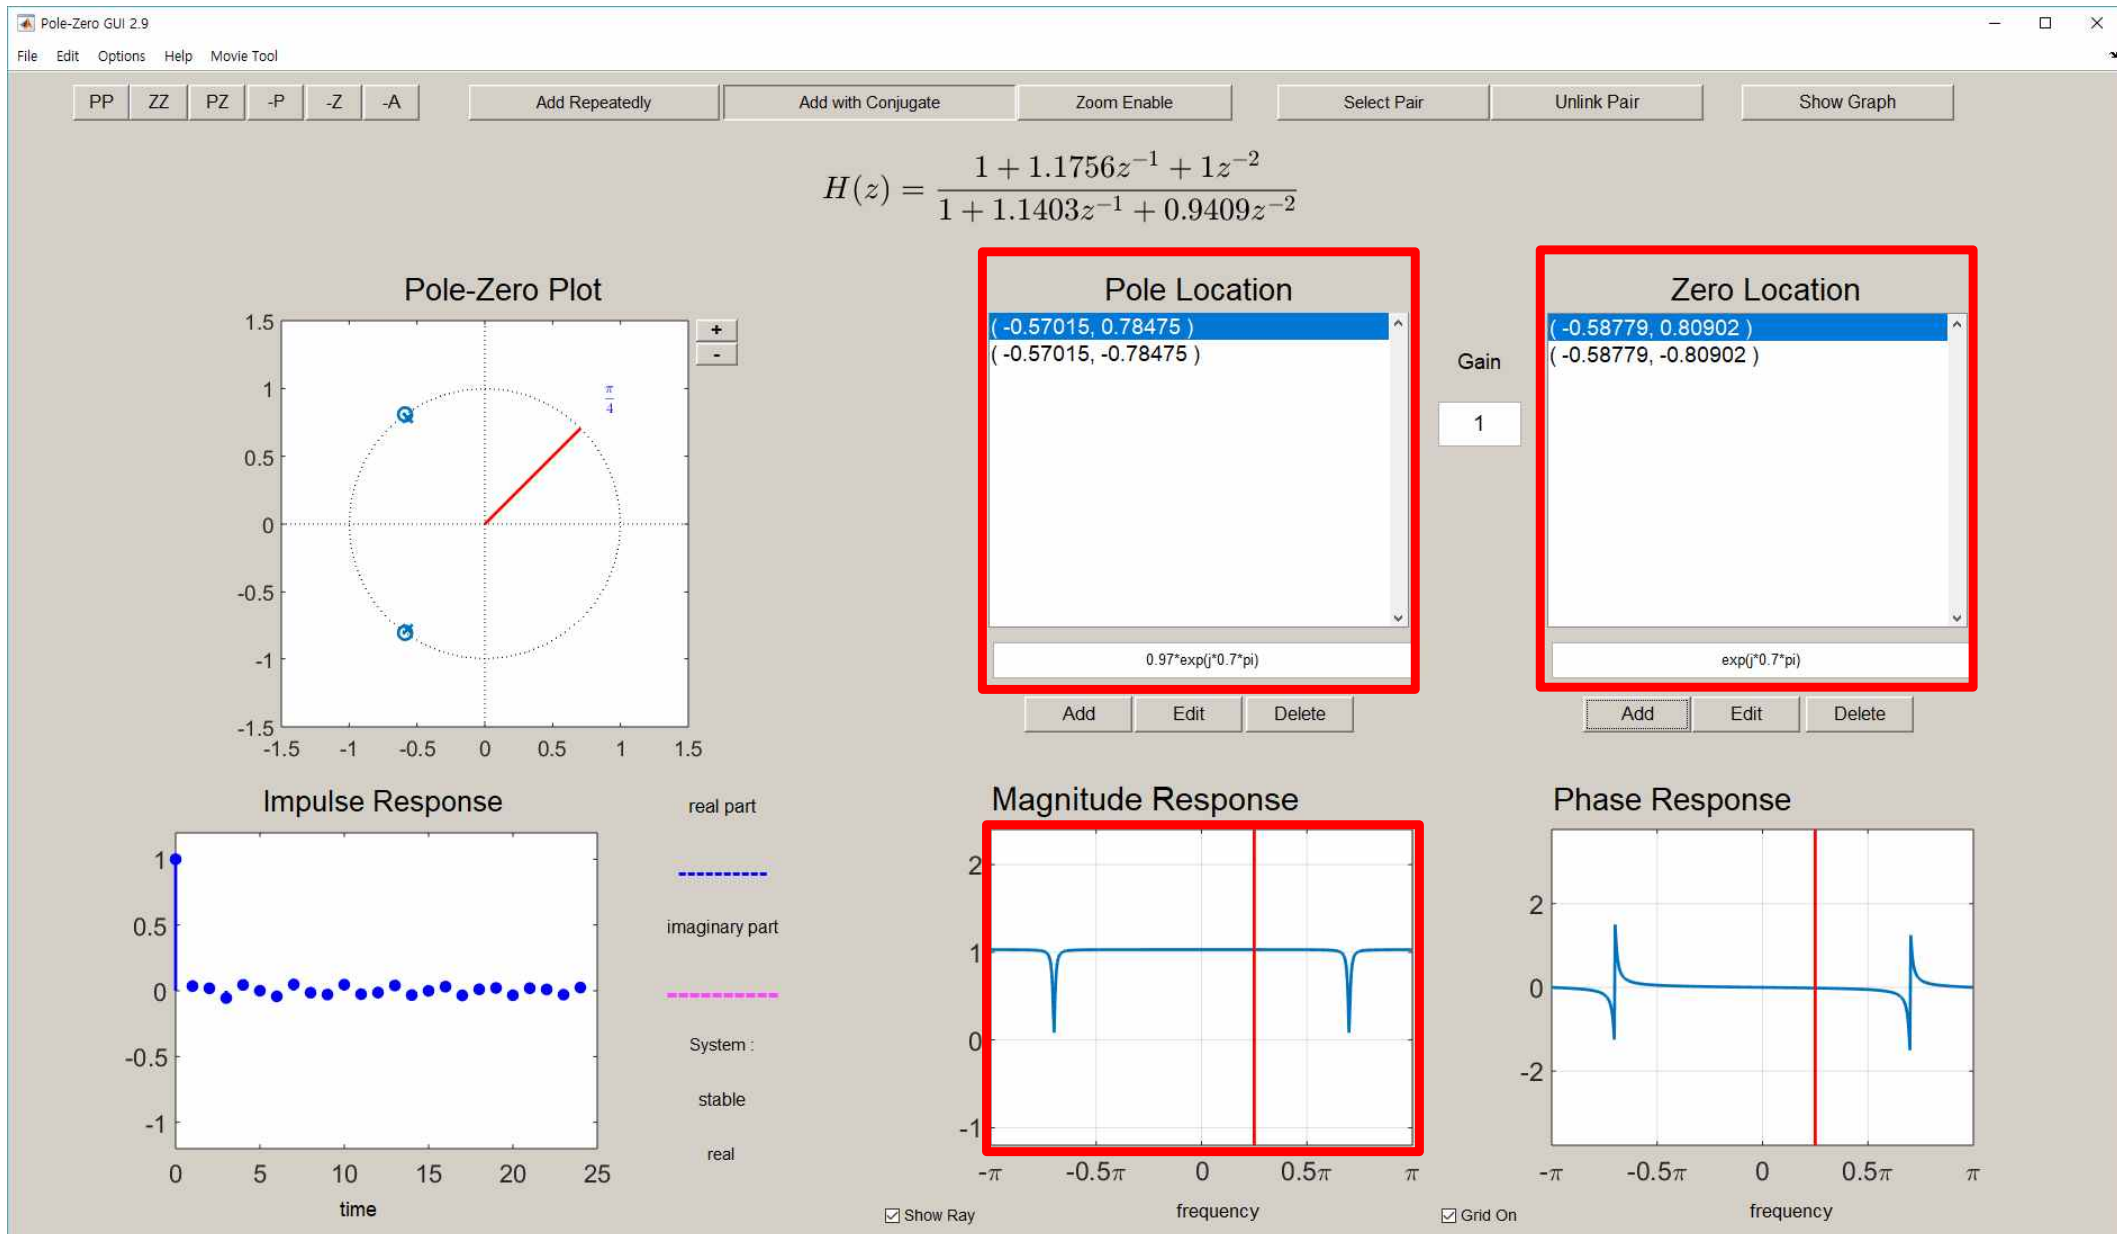 Pole-Zero GUI 2.9
File Edit Options Help Movie Tool
PP ZZ PZ -P -Z -A Add Repeatedly Add with Conjugate Zoom Enable Select Pair Unlink Pair Show Graph
H(z) = \frac{1 + 1.1756z^{-1} + 1z^{-2}}{1 + 1.1403z^{-1} + 0.9409z^{-2}}
Pole-Zero Plot
1.5
1
0.5
0
-0.5
-1
-1.5
-1.5 -1 -0.5 0 0.5 1 1.5
π/4
+
-
Pole Location
( -0.57015, 0.78475 )
( -0.57015, -0.78475 )
0.97*exp(j*0.7*pi)
Add Edit Delete
Gain
1
Zero Location
( -0.58779, 0.80902 )
( -0.58779, -0.80902 )
exp(j*0.7*pi)
Add Edit Delete
Impulse Response
1
0.5
0
-0.5
-1
0 5 10 15 20 25
time
real part
imaginary part
System :
stable
real
Magnitude Response
2
1
0
-1
-π -0.5π 0 0.5π π
frequency
Show Ray
Phase Response
2
0
-2
-π -0.5π 0 0.5π π
frequency
Grid On